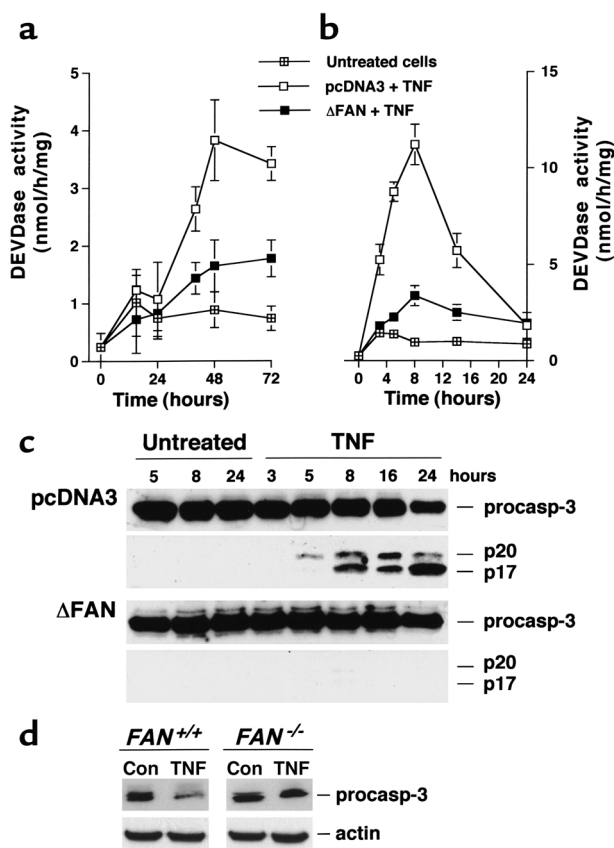 a
b
Untreated cells
pcDNA3 + TNF
ΔFAN + TNF
DEVDase activity
(nmol/h/mg)
5
4
3
2
1
0
0 24 48 72
Time (hours)
15
10
5
0
0 4 8 12 16 20 24
Time (hours)
DEVDase activity
(nmol/h/mg)
c
Untreated TNF
5 8 24 3 5 8 16 24 hours
pcDNA3
procasp-3
p20
p17
ΔFAN
procasp-3
p20
p17
d
FAN+/+ FAN-/-
Con TNF Con TNF
procasp-3
actin